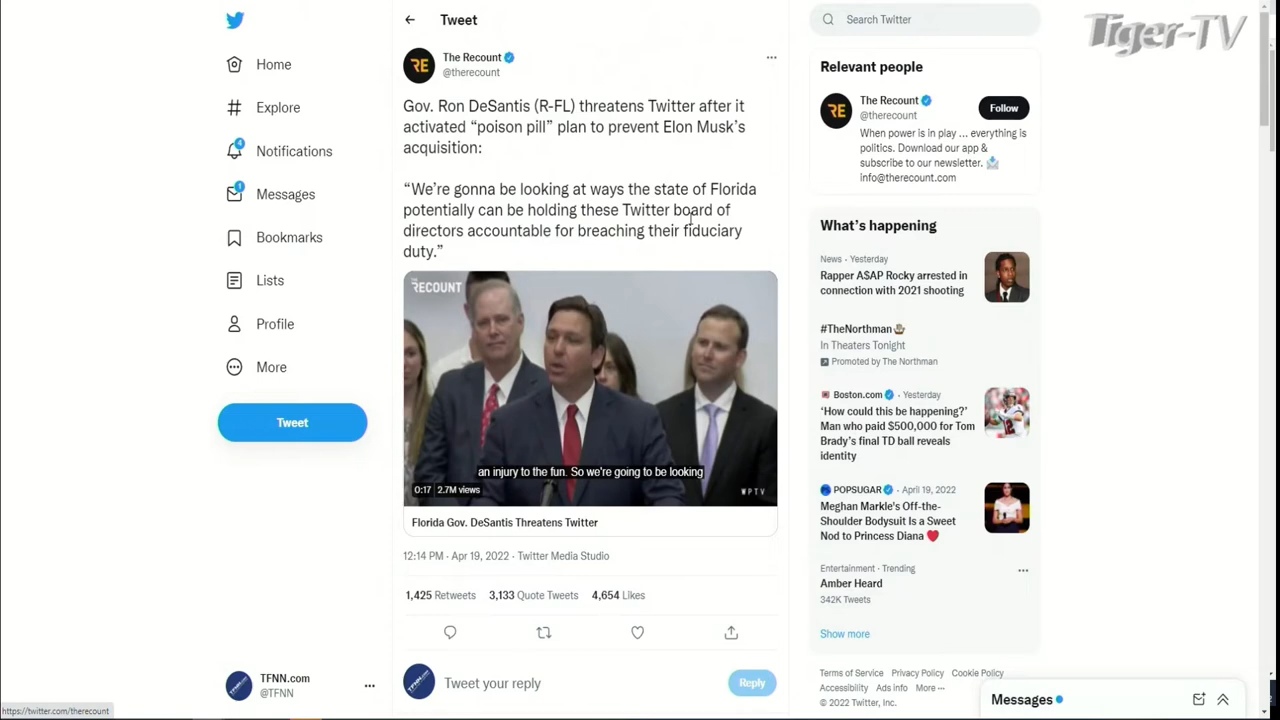 Tiger-TV
Home
Explore
4
Notifications
1
Messages
Bookmarks
Lists
Profile
More
Tweet
TFNN.com
@TFNN
https://twitter.com/therecount
Tweet
RE
The Recount
@therecount
Gov. Ron DeSantis (R-FL) threatens Twitter after it
activated “poison pill” plan to prevent Elon Musk’s
acquisition:
“We’re gonna be looking at ways the state of Florida
potentially can be holding these Twitter board of
directors accountable for breaching their fiduciary
duty.”
THE
RECOUNT
an injury to the fun. So we're going to be looking
0:17 2.7M views
WPTV
Florida Gov. DeSantis Threatens Twitter
12:14 PM · Apr 19, 2022 · Twitter Media Studio
1,425 Retweets 3,133 Quote Tweets 4,654 Likes
TFNN.com
Tweet your reply
Reply
Search Twitter
Relevant people
RE
The Recount
@therecount
Follow
When power is in play ... everything is
politics. Download our app &
subscribe to our newsletter.
info@therecount.com
What’s happening
News · Yesterday
Rapper A$AP Rocky arrested in
connection with 2021 shooting
#TheNorthman
In Theaters Tonight
Promoted by The Northman
Boston.com · Yesterday
‘How could this be happening?’
Man who paid $500,000 for Tom
Brady’s final TD ball reveals
identity
POPSUGAR · April 19, 2022
Meghan Markle's Off-the-
Shoulder Bodysuit Is a Sweet
Nod to Princess Diana
Entertainment · Trending
Amber Heard
342K Tweets
Show more
Terms of Service Privacy Policy Cookie Policy
Accessibility Ads info More ···
© 2022 Twitter, Inc.
Messages